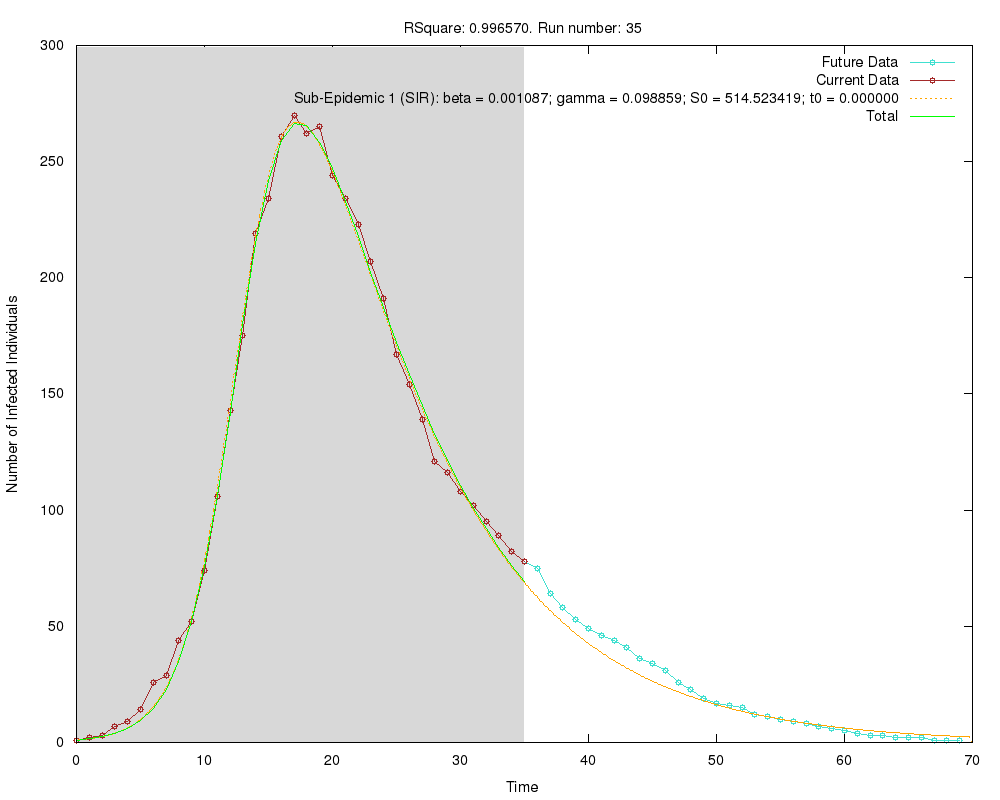 RSquare: 0.996570. Run number: 35
300
250
200
150
100
50
0
Number of Infected Individuals
Future Data
Current Data
Sub-Epidemic 1 (SIR): beta = 0.001087; gamma = 0.098859; S0 = 514.523419; t0 = 0.000000
Total
0 10 20 30 40 50 60 70
Time